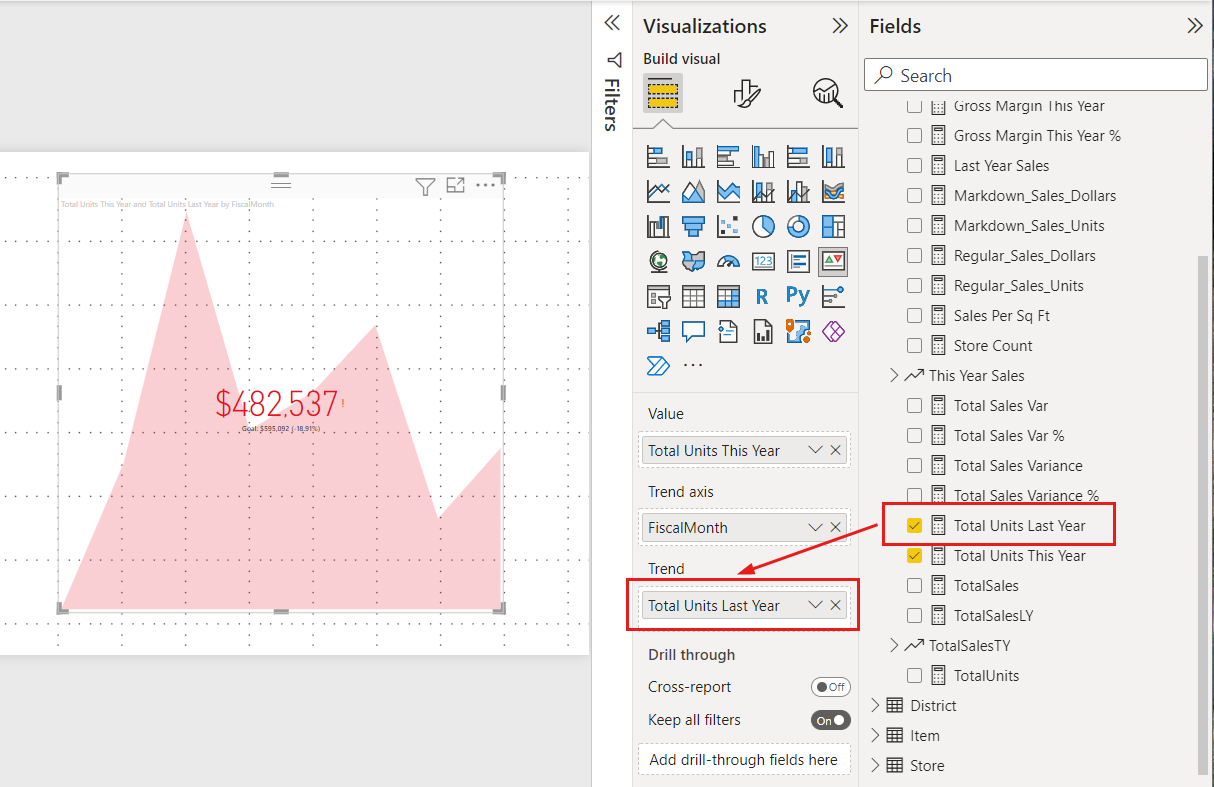 Total Units This Year and Total Units Last Year by FiscalMonth
$482,537!
Goal: $595,092 (-18.91%)
Filters
Visualizations
Build visual
123
R
Py
Value
Total Units This Year
Trend axis
FiscalMonth
Trend
Total Units Last Year
Drill through
Cross-report
Off
Keep all filters
On
Add drill-through fields here
Fields
Search
Gross Margin This Year
Gross Margin This Year %
Last Year Sales
Markdown_Sales_Dollars
Markdown_Sales_Units
Regular_Sales_Dollars
Regular_Sales_Units
Sales Per Sq Ft
Store Count
This Year Sales
Total Sales Var
Total Sales Var %
Total Sales Variance
Total Sales Variance %
Total Units Last Year
Total Units This Year
TotalSales
TotalSalesLY
TotalSalesTY
TotalUnits
District
Item
Store